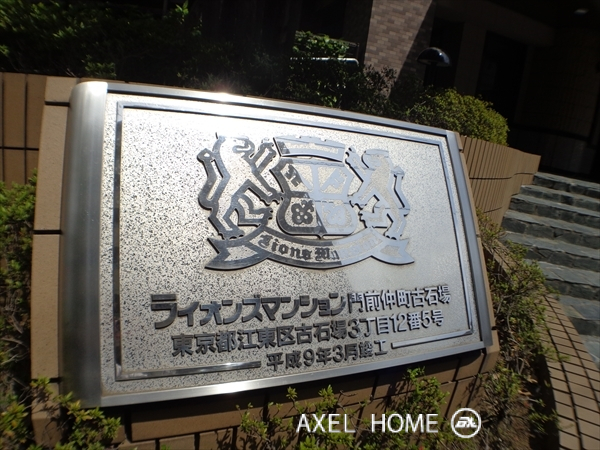 Lions
ライオンズマンション門前仲町古石場
東京都江東区古石場3丁目12番5号
平成9年3月竣工
AXEL HOME